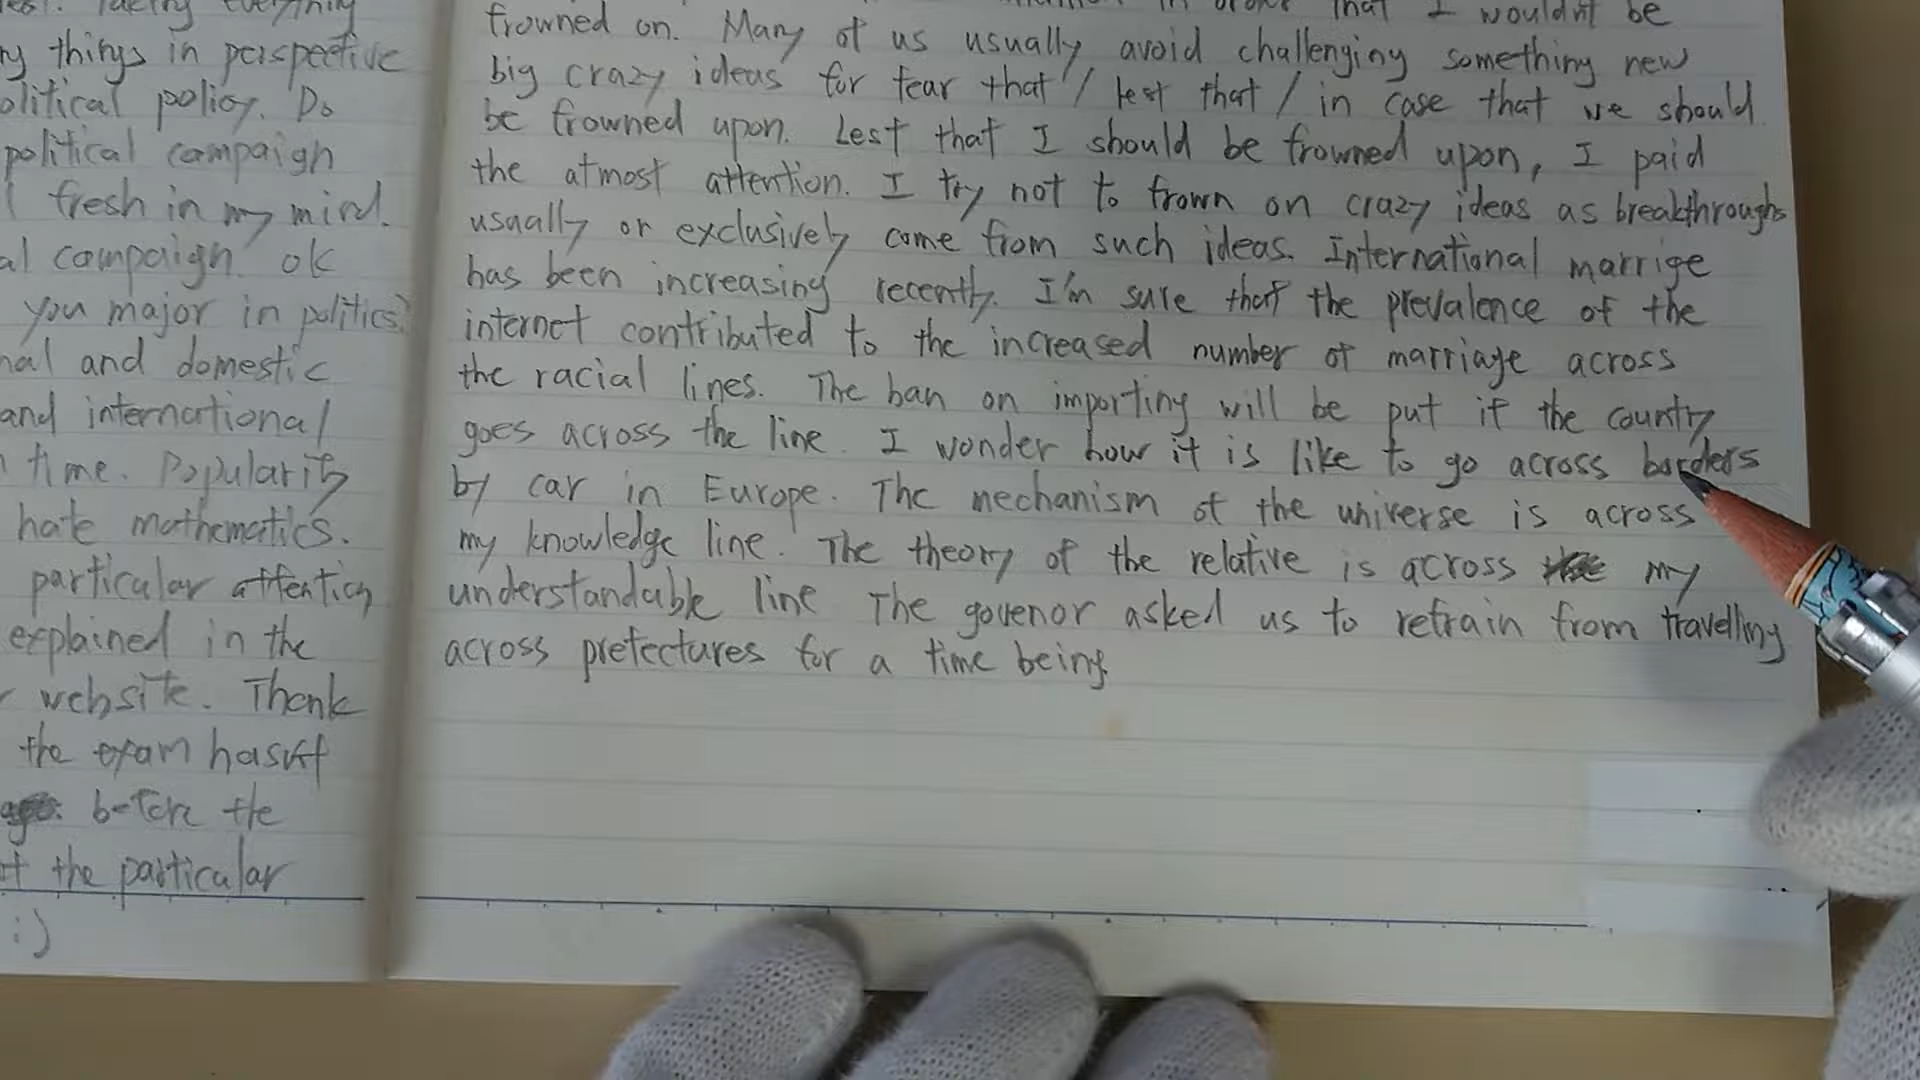 everything
ry things in perspective
olitical policy. Do
political campaign
fresh in my mind.
al campaign. ok
you major in politics?
nal and domestic
and international
time. Popularity
hate mathematics.
particular attention
explained in the
website. Thank
the exam
before the
the particular
:)
in order that I wouldn't be
frowned on. Many of us usually avoid challenging something new
big crazy ideas for fear that / lest that / in case that we should
be frowned upon. Lest that I should be frowned upon, I paid
the atmost attention. I try not to frown on crazy ideas as breakthroughs
usually or exclusively come from such ideas. International marrige
has been increasing recently. I'm sure that the prevalence of the
internet contributed to the increased number of marriage across
the racial lines. The ban on importing will be put if the country
goes across the line. I wonder how it is like to go across borders
by car in Europe. The mechanism of the universe is across
my knowledge line. The theory of the relative is across my
understandable line The govenor asked us to refrain from travelling
across prefectures for a time being.